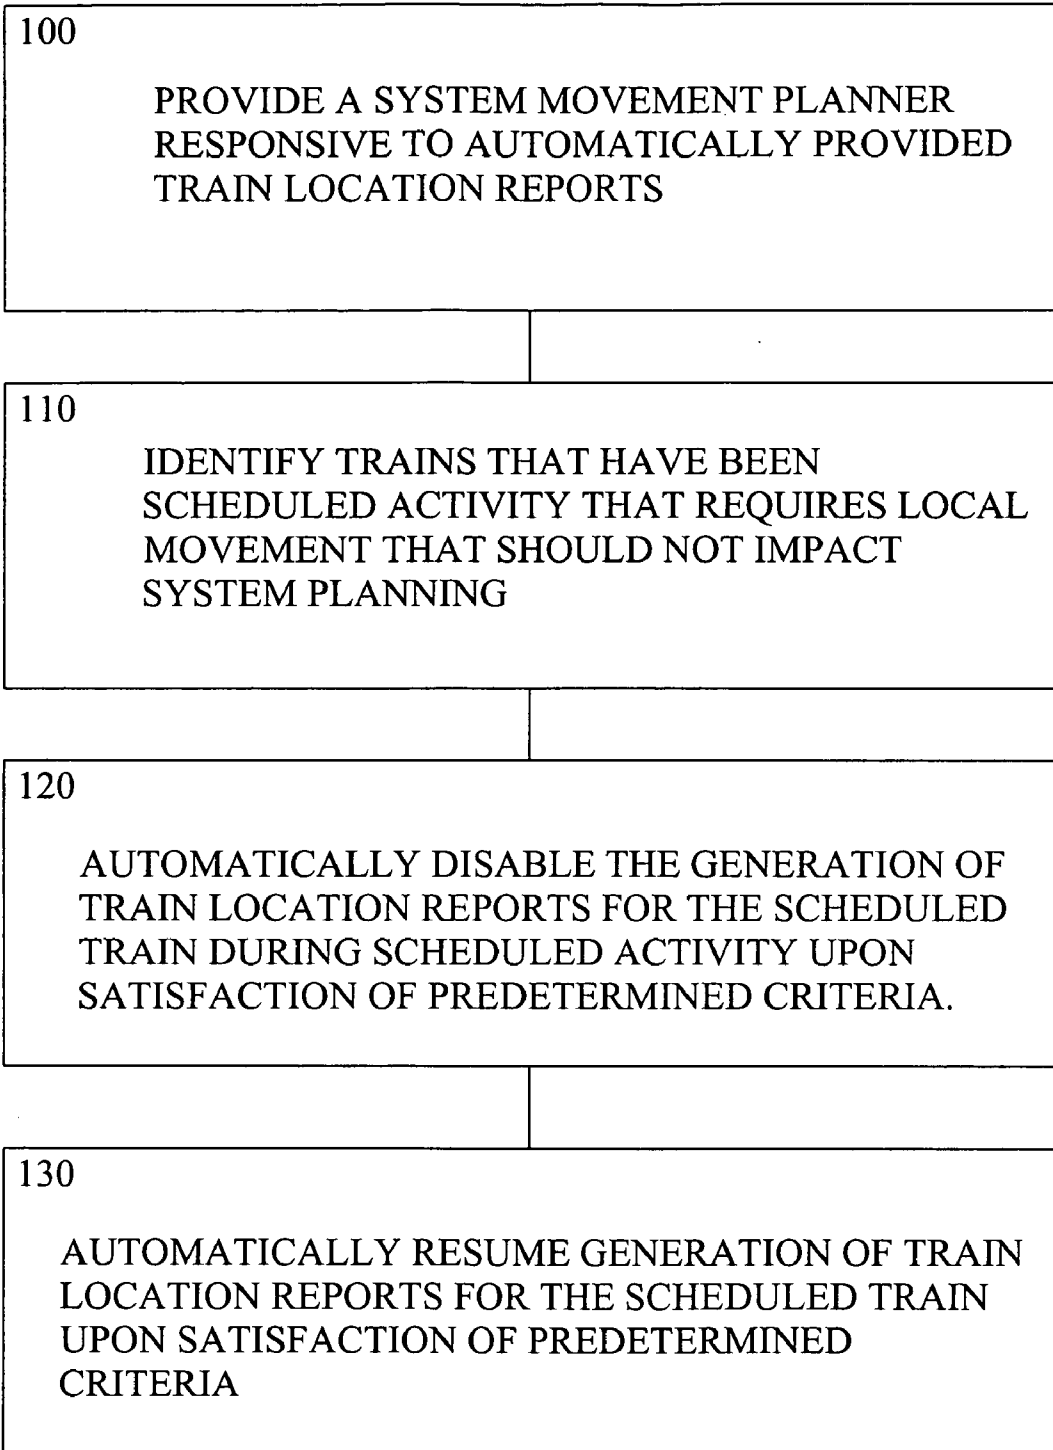 100
PROVIDE A SYSTEM MOVEMENT PLANNER
RESPONSIVE TO AUTOMATICALLY PROVIDED
TRAIN LOCATION REPORTS
110
IDENTIFY TRAINS THAT HAVE BEEN
SCHEDULED ACTIVITY THAT REQUIRES LOCAL
MOVEMENT THAT SHOULD NOT IMPACT
SYSTEM PLANNING
120
AUTOMATICALLY DISABLE THE GENERATION OF
TRAIN LOCATION REPORTS FOR THE SCHEDULED
TRAIN DURING SCHEDULED ACTIVITY UPON
SATISFACTION OF PREDETERMINED CRITERIA.
130
AUTOMATICALLY RESUME GENERATION OF TRAIN
LOCATION REPORTS FOR THE SCHEDULED TRAIN
UPON SATISFACTION OF PREDETERMINED
CRITERIA